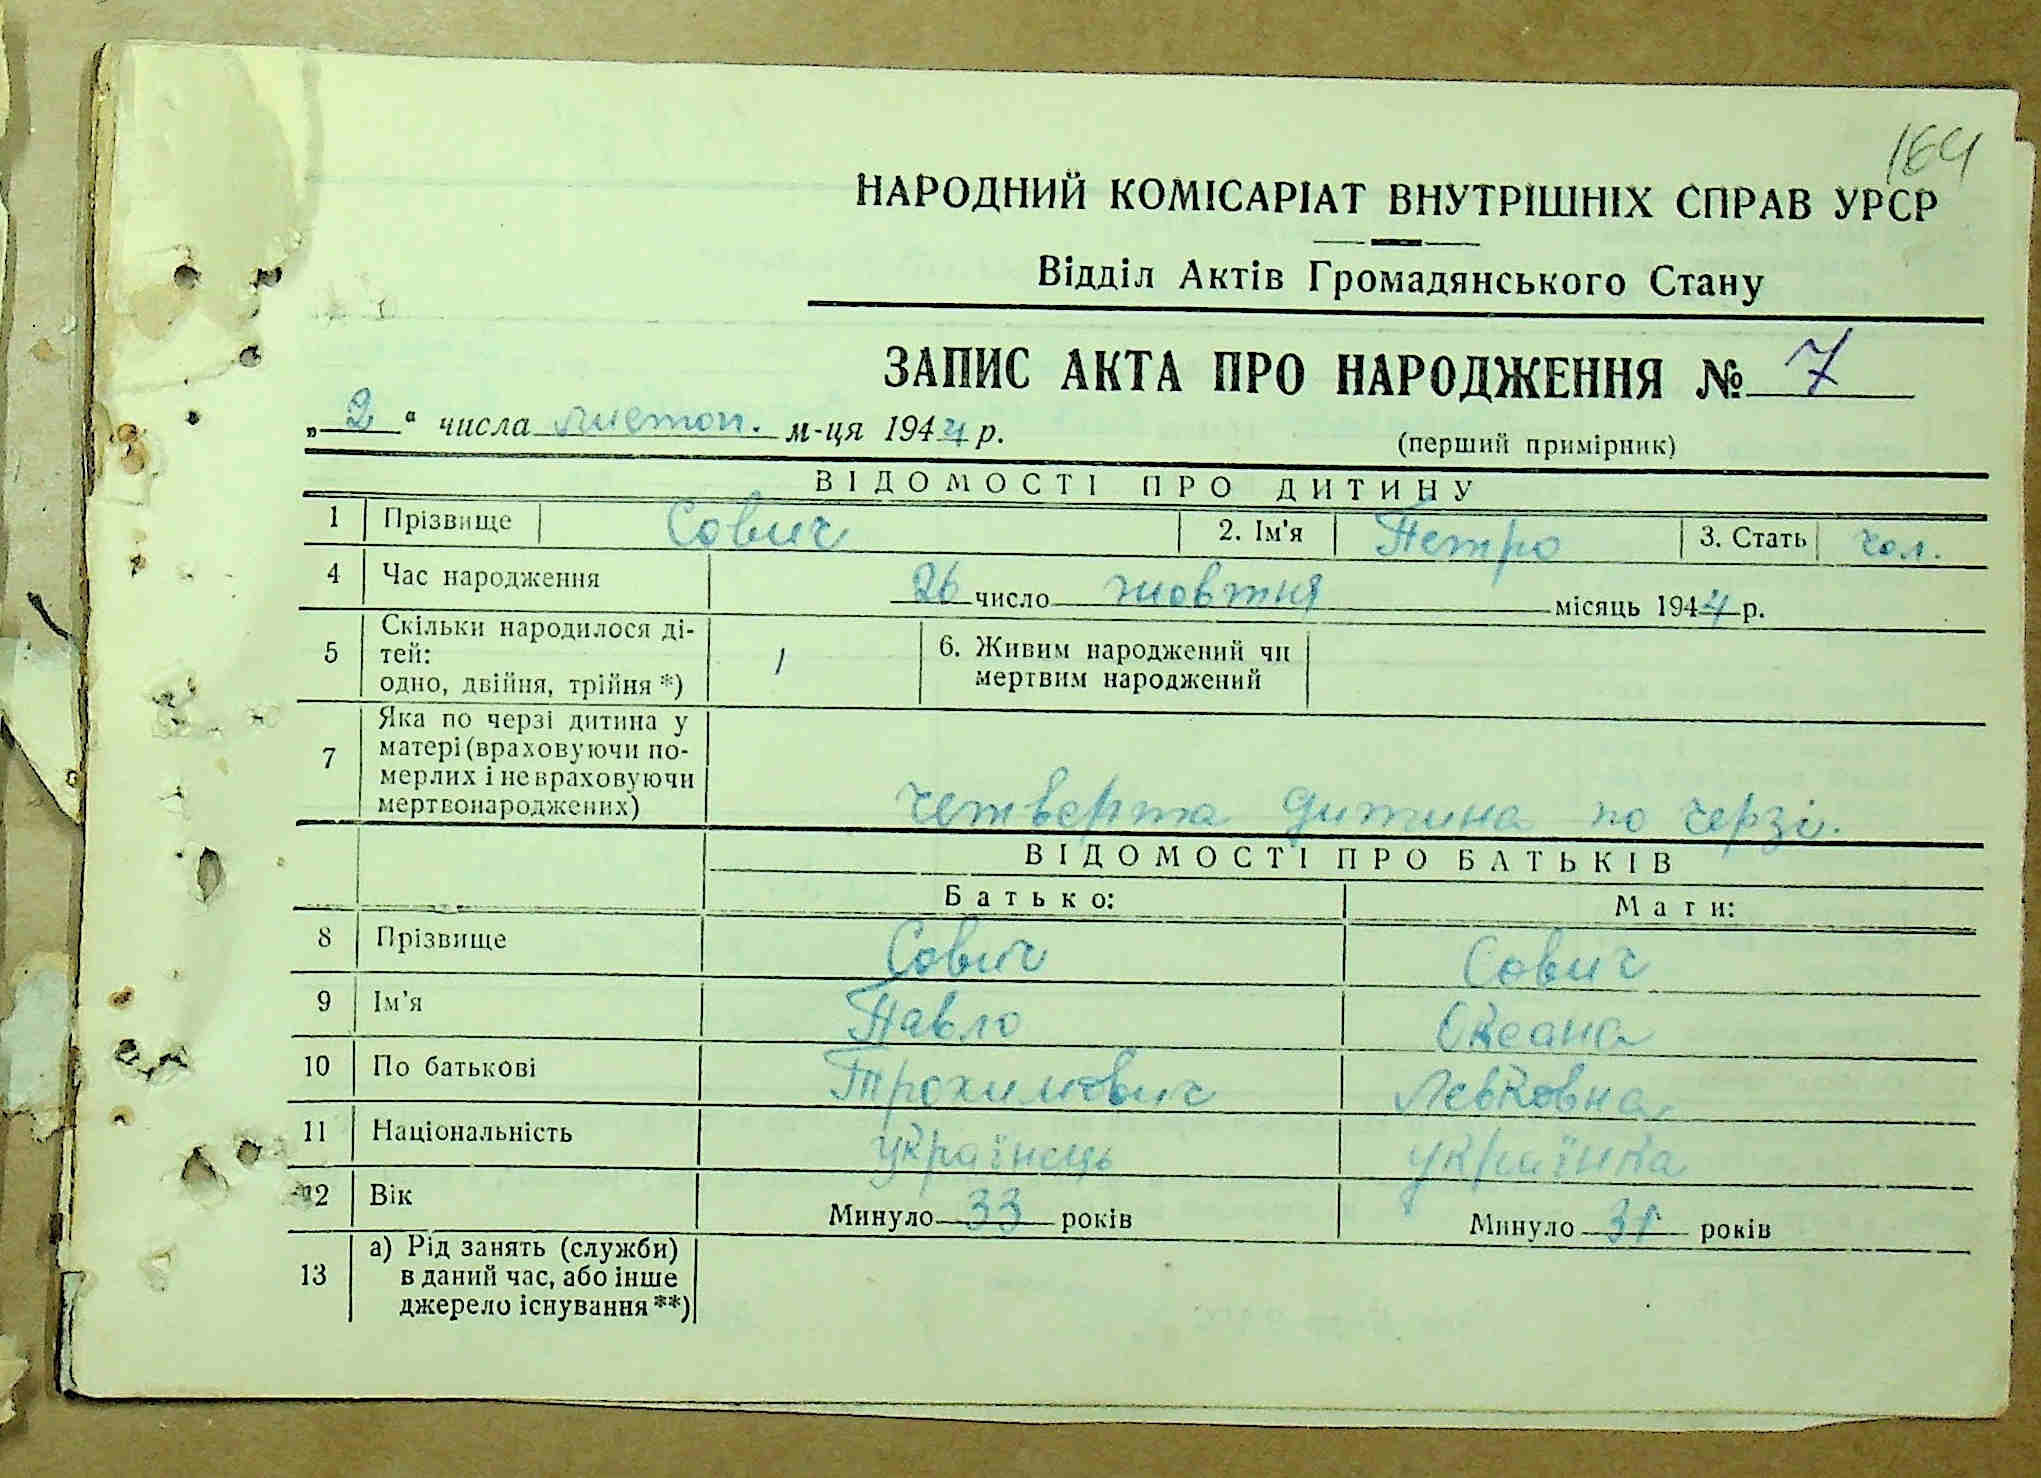 164
НАРОДНИЙ КОМІСАРІАТ ВНУТРІШНІХ СПРАВ УРСР
Відділ Актів Громадянського Стану
ЗАПИС АКТА ПРО НАРОДЖЕННЯ № 7
„2“ числа листоп. м-ця 1944 р.
(перший примірник)
ВІДОМОСТІ ПРО ДИТИНУ
1 Прізвище Сович 2. Ім'я Петро 3. Стать чол.
4 Час народження 26 число жовтня місяць 1944 р.
5 Скільки народилося ді-
тей:
одно, двійня, трійня *) 1 6. Живим народжений чи
мертвим народжений
7 Яка по черзі дитина у
матері (враховуючи по-
мерлих і не враховуючи
мертвонароджених) четверта дитина по черзі.
ВІДОМОСТІ ПРО БАТЬКІВ
Батько: Мати:
8 Прізвище Сович Сович
9 Ім'я Павло Оксана
10 По батькові Трохимович Левковна
11 Національність українець українка
12 Вік Минуло 33 років Минуло 31 років
13 а) Рід занять (служби)
в даний час, або інше
джерело існування **)